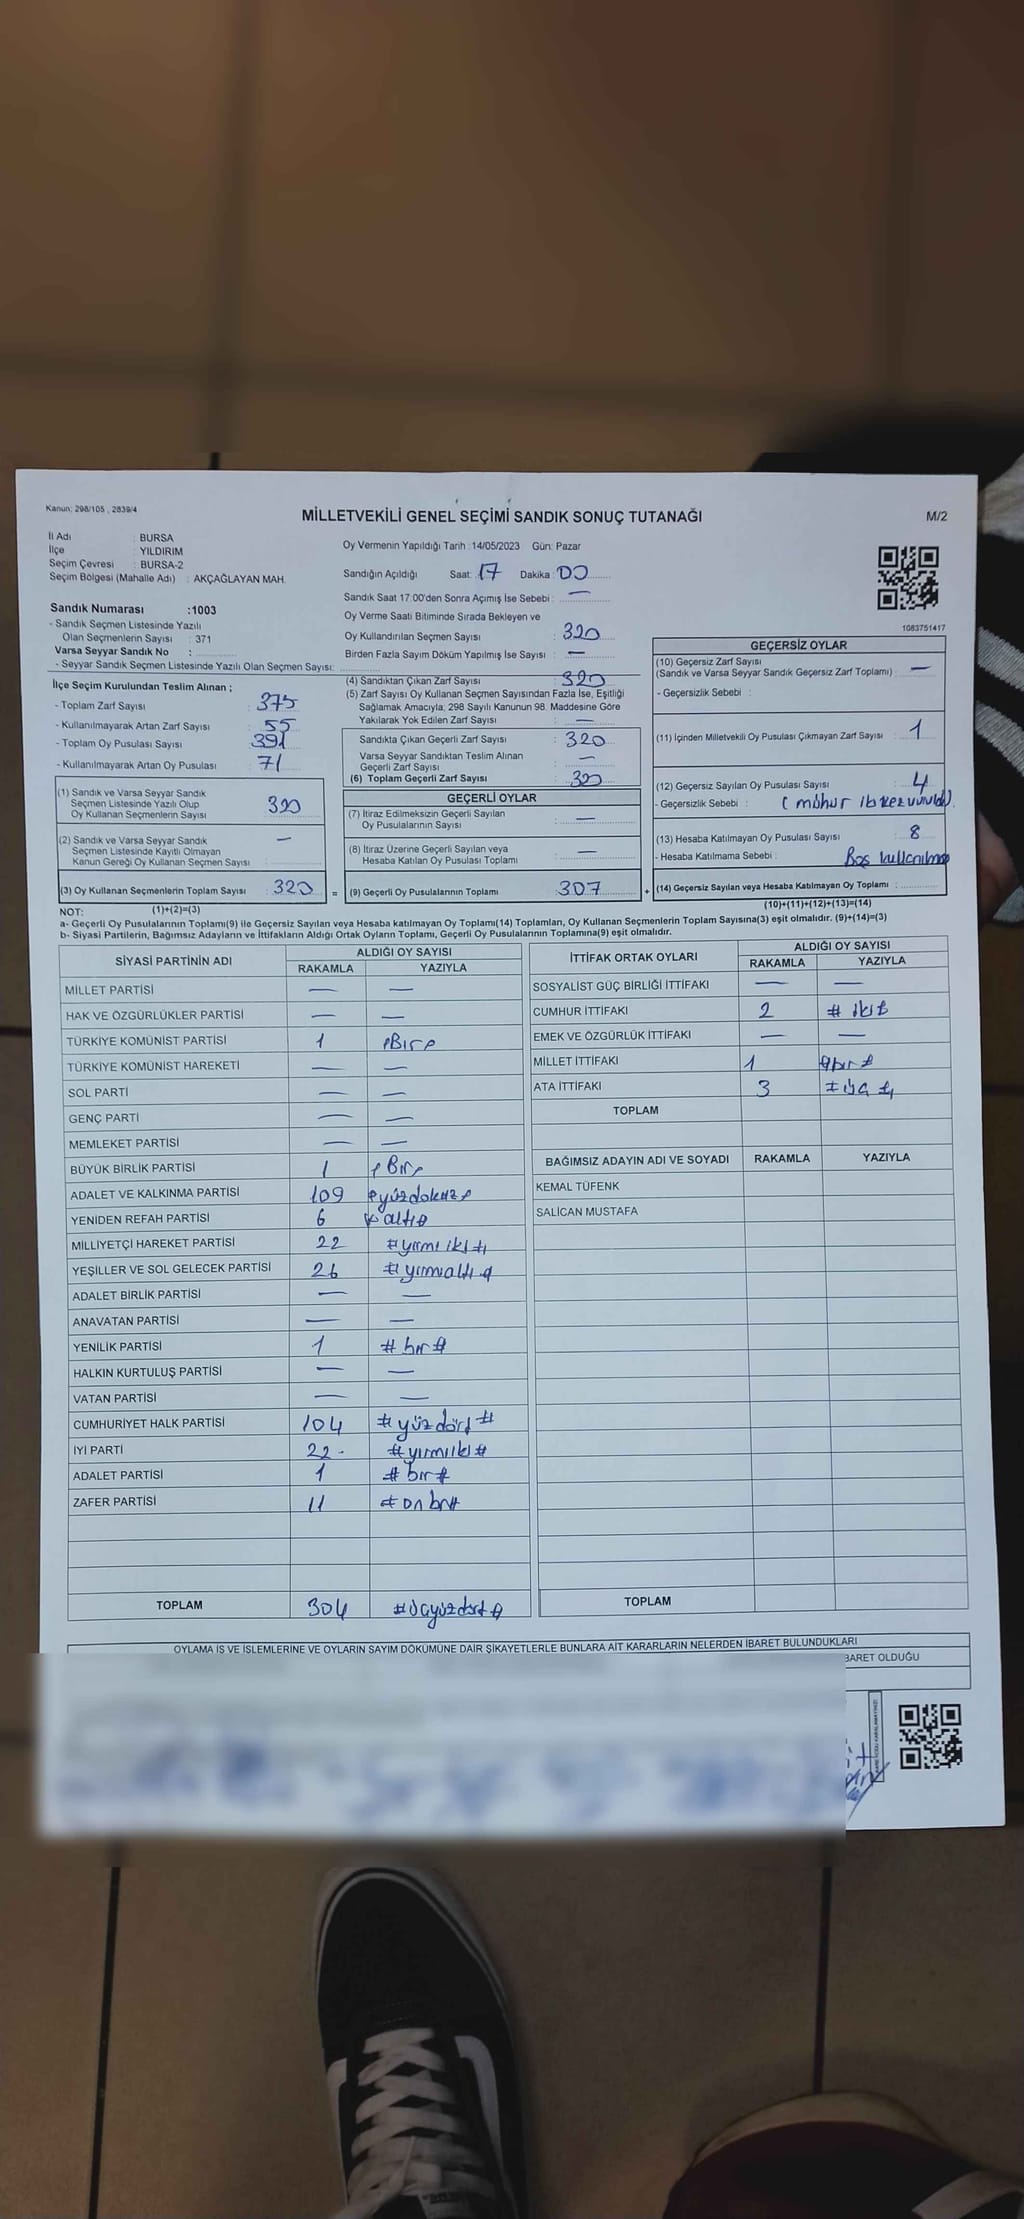 Kanun: 298/105 , 2839/4
MİLLETVEKİLİ GENEL SEÇİMİ SANDIK SONUÇ TUTANAĞI
M/2
İl Adı : BURSA
İlçe : YILDIRIM
Seçim Çevresi : BURSA-2
Seçim Bölgesi (Mahalle Adı) : AKÇAĞLAYAN MAH.
Oy Vermenin Yapıldığı Tarih :14/05/2023 Gün: Pazar
Sandığın Açıldığı Saat: 17 Dakika : 00
Sandık Saat 17:00'den Sonra Açımış İse Sebebi : —
Oy Verme Saati Bitiminde Sırada Bekleyen ve
Oy Kullandırılan Seçmen Sayısı : 320
Birden Fazla Sayım Döküm Yapılmış İse Sayısı : —
1083751417
Sandık Numarası :1003
- Sandık Seçmen Listesinde Yazılı
Olan Seçmenlerin Sayısı : 371
Varsa Seyyar Sandık No :
- Seyyar Sandık Seçmen Listesinde Yazılı Olan Seçmen Sayısı:
İlçe Seçim Kurulundan Teslim Alınan ;
- Toplam Zarf Sayısı : 375
- Kullanılmayarak Artan Zarf Sayısı : 55
- Toplam Oy Pusulası Sayısı : 391
- Kullanılmayarak Artan Oy Pusulası : 71
(1) Sandık ve Varsa Seyyar Sandık
Seçmen Listesinde Yazılı Olup
Oy Kullanan Seçmenlerin Sayısı : 320
(2) Sandık ve Varsa Seyyar Sandık
Seçmen Listesinde Kayıtlı Olmayan
Kanun Gereği Oy Kullanan Seçmen Sayısı : —
(3) Oy Kullanan Seçmenlerin Toplam Sayısı : 320
(1)+(2)=(3)
(4) Sandıktan Çıkan Zarf Sayısı : 320
(5) Zarf Sayısı Oy Kullanan Seçmen Sayısından Fazla İse, Eşitliği
Sağlamak Amacıyla, 298 Sayılı Kanunun 98. Maddesine Göre
Yakılarak Yok Edilen Zarf Sayısı : —
Sandıkta Çıkan Geçerli Zarf Sayısı : 320
Varsa Seyyar Sandıktan Teslim Alınan
Geçerli Zarf Sayısı : —
(6) Toplam Geçerli Zarf Sayısı : 320
GEÇERLİ OYLAR
(7) İtiraz Edilmeksizin Geçerli Sayılan
Oy Pusulalarının Sayısı : —
(8) İtiraz Üzerine Geçerli Sayılan veya
Hesaba Katılan Oy Pusulası Toplamı : —
= (9) Geçerli Oy Pusulalarının Toplamı : 307
GEÇERSİZ OYLAR
(10) Geçersiz Zarf Sayısı
(Sandık ve Varsa Seyyar Sandık Geçersiz Zarf Toplamı) : —
- Geçersizlik Sebebi :
(11) İçinden Milletvekili Oy Pusulası Çıkmayan Zarf Sayısı : 1
(12) Geçersiz Sayılan Oy Pusulası Sayısı : 4
- Geçersizlik Sebebi : (mühür
(13) Hesaba Katılmayan Oy Pusulası Sayısı : 8
- Hesaba Katılmama Sebebi : Boş kullanılmış
+ (14) Geçersiz Sayılan veya Hesaba Katılmayan Oy Toplamı :
(10)+(11)+(12)+(13)=(14)
NOT:
a- Geçerli Oy Pusulalarının Toplamı(9) ile Geçersiz Sayılan veya Hesaba katılmayan Oy Toplamı(14) Toplamları, Oy Kullanan Seçmenlerin Toplam Sayısına(3) eşit olmalıdır. (9)+(14)=(3)
b- Siyasi Partilerin, Bağımsız Adayların ve İttifakların Aldığı Ortak Oyların Toplamı, Geçerli Oy Pusulalarının Toplamına(9) eşit olmalıdır.
SİYASİ PARTİNİN ADI ALDIĞI OY SAYISI
RAKAMLA YAZIYLA
MİLLET PARTİSİ — —
HAK VE ÖZGÜRLÜKLER PARTİSİ — —
TÜRKİYE KOMÜNİST PARTİSİ 1 Bir
TÜRKİYE KOMÜNİST HAREKETİ — —
SOL PARTİ — —
GENÇ PARTİ — —
MEMLEKET PARTİSİ — —
BÜYÜK BİRLİK PARTİSİ 1 Bir
ADALET VE KALKINMA PARTİSİ 109 #yüzdokuz#
YENİDEN REFAH PARTİSİ 6 altı
MİLLİYETÇİ HAREKET PARTİSİ 22 #yirmi iki#
YEŞİLLER VE SOL GELECEK PARTİSİ 26 #yirmialtı#
ADALET BİRLİK PARTİSİ — —
ANAVATAN PARTİSİ — —
YENİLİK PARTİSİ 1 #bir#
HALKIN KURTULUŞ PARTİSİ — —
VATAN PARTİSİ — —
CUMHURİYET HALK PARTİSİ 104 #yüzdört#
İYİ PARTİ 22- #yirmiiki#
ADALET PARTİSİ 1 #bir#
ZAFER PARTİSİ 11 #onbir#
TOPLAM 304 #üçyüzdört#
İTTİFAK ORTAK OYLARI ALDIĞI OY SAYISI
RAKAMLA YAZIYLA
SOSYALİST GÜÇ BİRLİĞİ İTTİFAKI — —
CUMHUR İTTİFAKI 2 #iki#
EMEK VE ÖZGÜRLÜK İTTİFAKI — —
MİLLET İTTİFAKI 1 #bir#
ATA İTTİFAKI 3 #üç#
TOPLAM
BAĞIMSIZ ADAYIN ADI VE SOYADI RAKAMLA YAZIYLA
KEMAL TÜFENK
SALİCAN MUSTAFA
TOPLAM
OYLAMA İŞ VE İŞLEMLERİNE VE OYLARIN SAYIM DÖKÜMÜNE DAİR ŞİKAYETLERLE BUNLARA AİT KARARLARIN NELERDEN İBARET BULUNDUKLARI
BARET OLDUĞU